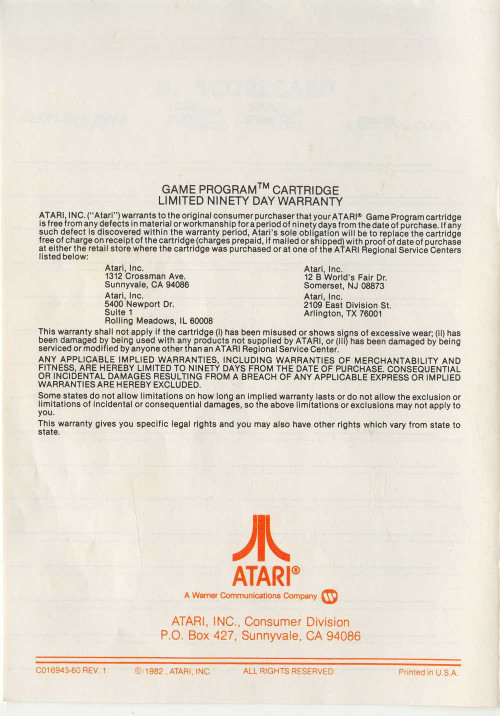 GAME PROGRAM™ CARTRIDGE
LIMITED NINETY DAY WARRANTY
ATARI, INC. ("Atari") warrants to the original consumer purchaser that your ATARI® Game Program cartridge
is free from any defects in material or workmanship for a period of ninety days from the date of purchase. If any
such defect is discovered within the warranty period, Atari's sole obligation will be to replace the cartridge
free of charge on receipt of the cartridge (charges prepaid, if mailed or shipped) with proof of date of purchase
at either the retail store where the cartridge was purchased or at one of the ATARI Regional Service Centers
listed below:
Atari, Inc.
1312 Crossman Ave.
Sunnyvale, CA 94086
Atari, Inc.
12 B World's Fair Dr.
Somerset, NJ 08873
Atari, Inc.
5400 Newport Dr.
Suite 1
Rolling Meadows, IL 60008
Atari, Inc.
2109 East Division St.
Arlington, TX 76001
This warranty shall not apply if the cartridge (i) has been misused or shows signs of excessive wear; (ii) has
been damaged by being used with any products not supplied by ATARI, or (iii) has been damaged by being
serviced or modified by anyone other than an ATARI Regional Service Center.
ANY APPLICABLE IMPLIED WARRANTIES, INCLUDING WARRANTIES OF MERCHANTABILITY AND
FITNESS, ARE HEREBY LIMITED TO NINETY DAYS FROM THE DATE OF PURCHASE. CONSEQUENTIAL
OR INCIDENTAL DAMAGES RESULTING FROM A BREACH OF ANY APPLICABLE EXPRESS OR IMPLIED
WARRANTIES ARE HEREBY EXCLUDED.
Some states do not allow limitations on how long an implied warranty lasts or do not allow the exclusion or
limitations of incidental or consequential damages, so the above limitations or exclusions may not apply to
you.
This warranty gives you specific legal rights and you may also have other rights which vary from state to
state.
ATARI®
A Warner Communications Company
ATARI, INC., Consumer Division
P.O. Box 427, Sunnyvale, CA 94086
C016943-60 REV. 1 © 1982, ATARI, INC. ALL RIGHTS RESERVED Printed in U.S.A.